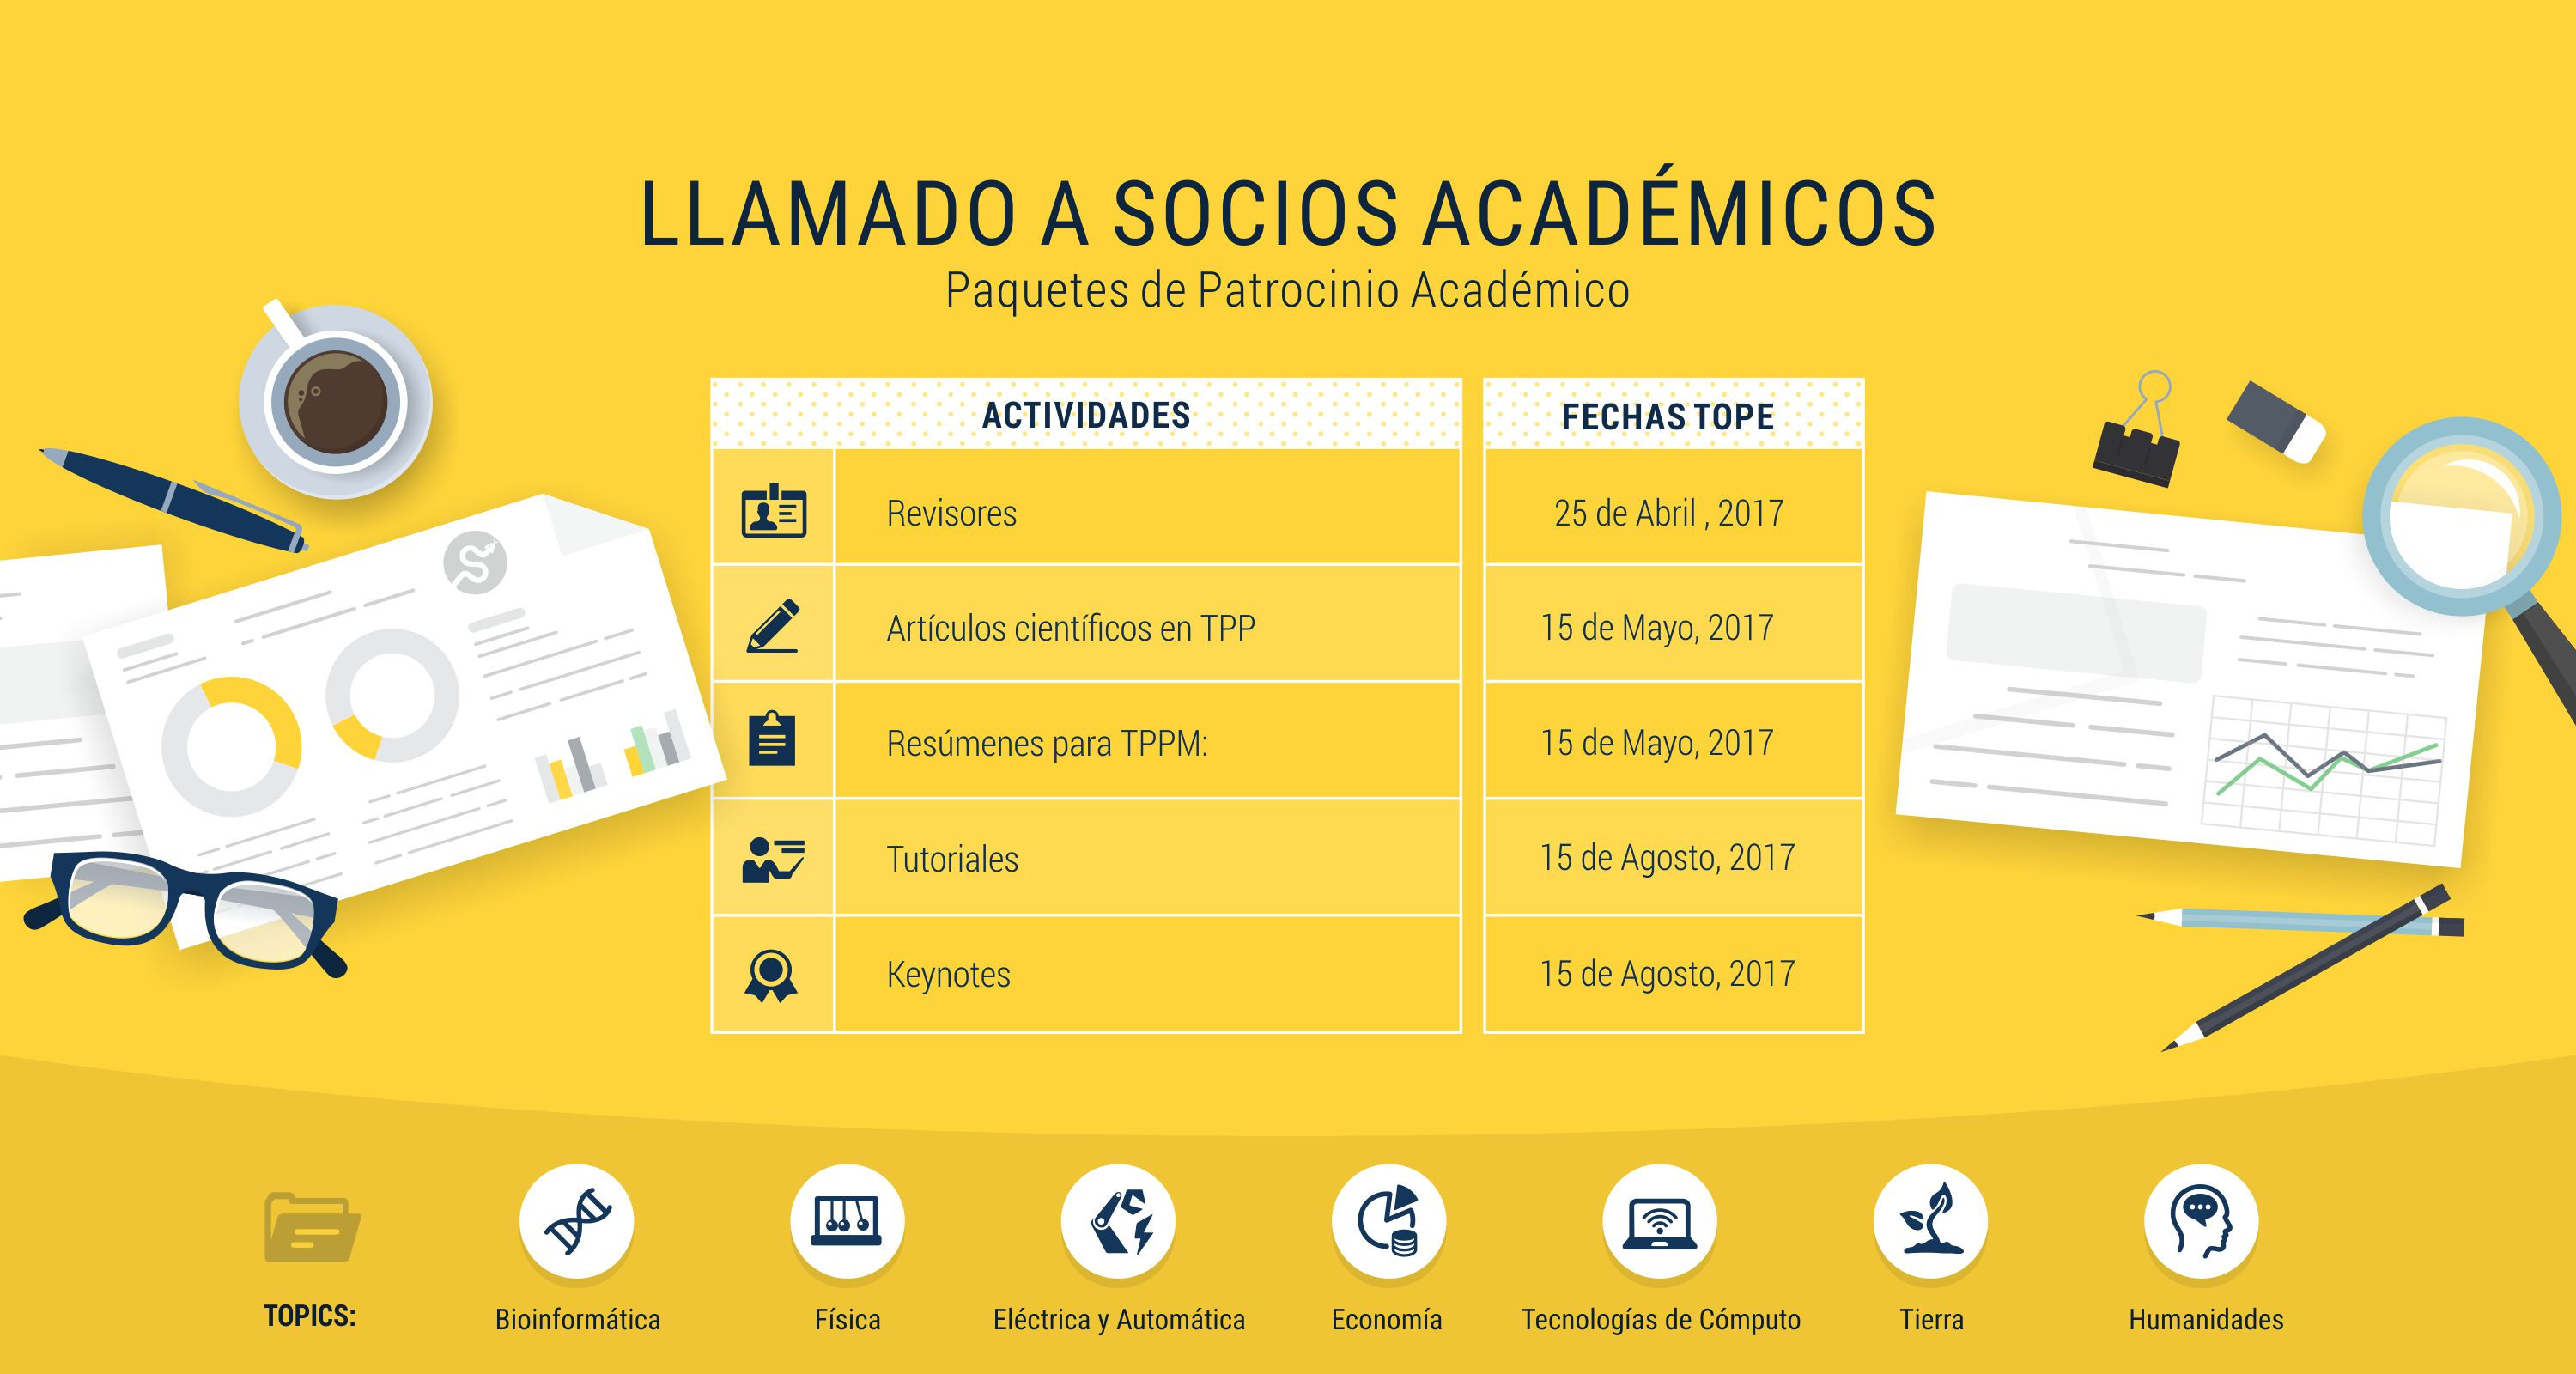 LLAMADO A SOCIOS ACADÉMICOS
Paquetes de Patrocinio Académico
ACTIVIDADES
FECHAS TOPE
Revisores
25 de Abril , 2017
Artículos científicos en TPP
15 de Mayo, 2017
Resúmenes para TPPM:
15 de Mayo, 2017
Tutoriales
15 de Agosto, 2017
Keynotes
15 de Agosto, 2017
TOPICS:
Bioinformática
Física
Eléctrica y Automática
Economía
Tecnologías de Cómputo
Tierra
Humanidades